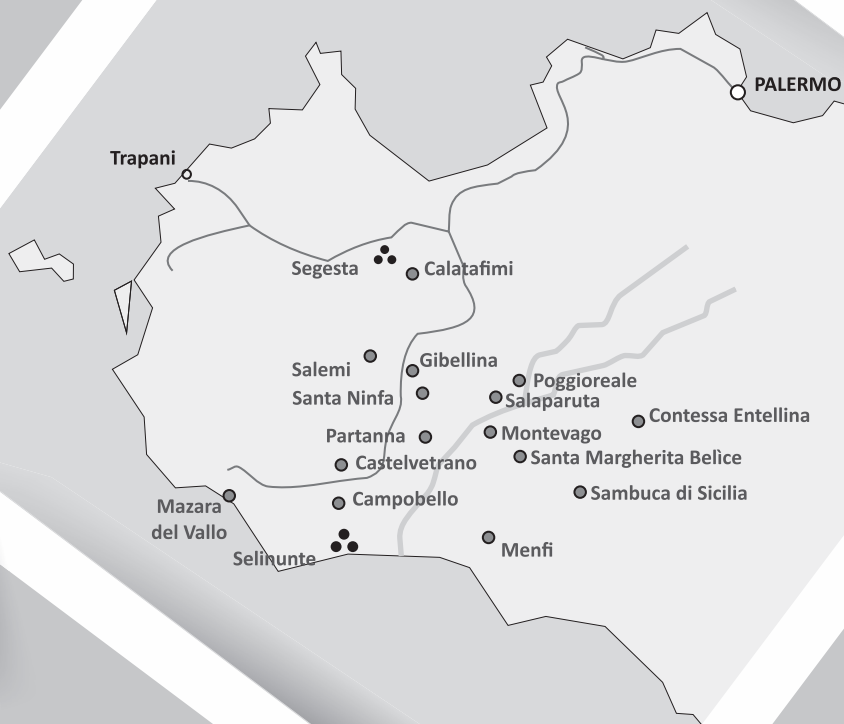 PALERMO
Trapani
Segesta
Calatafimi
Gibellina
Salemi
Poggioreale
Santa Ninfa
Salaparuta
Contessa Entellina
Partanna
Montevago
Castelvetrano
Santa Margherita Belìce
Campobello
Sambuca di Sicilia
Mazara
del Vallo
Menfi
Selinunte